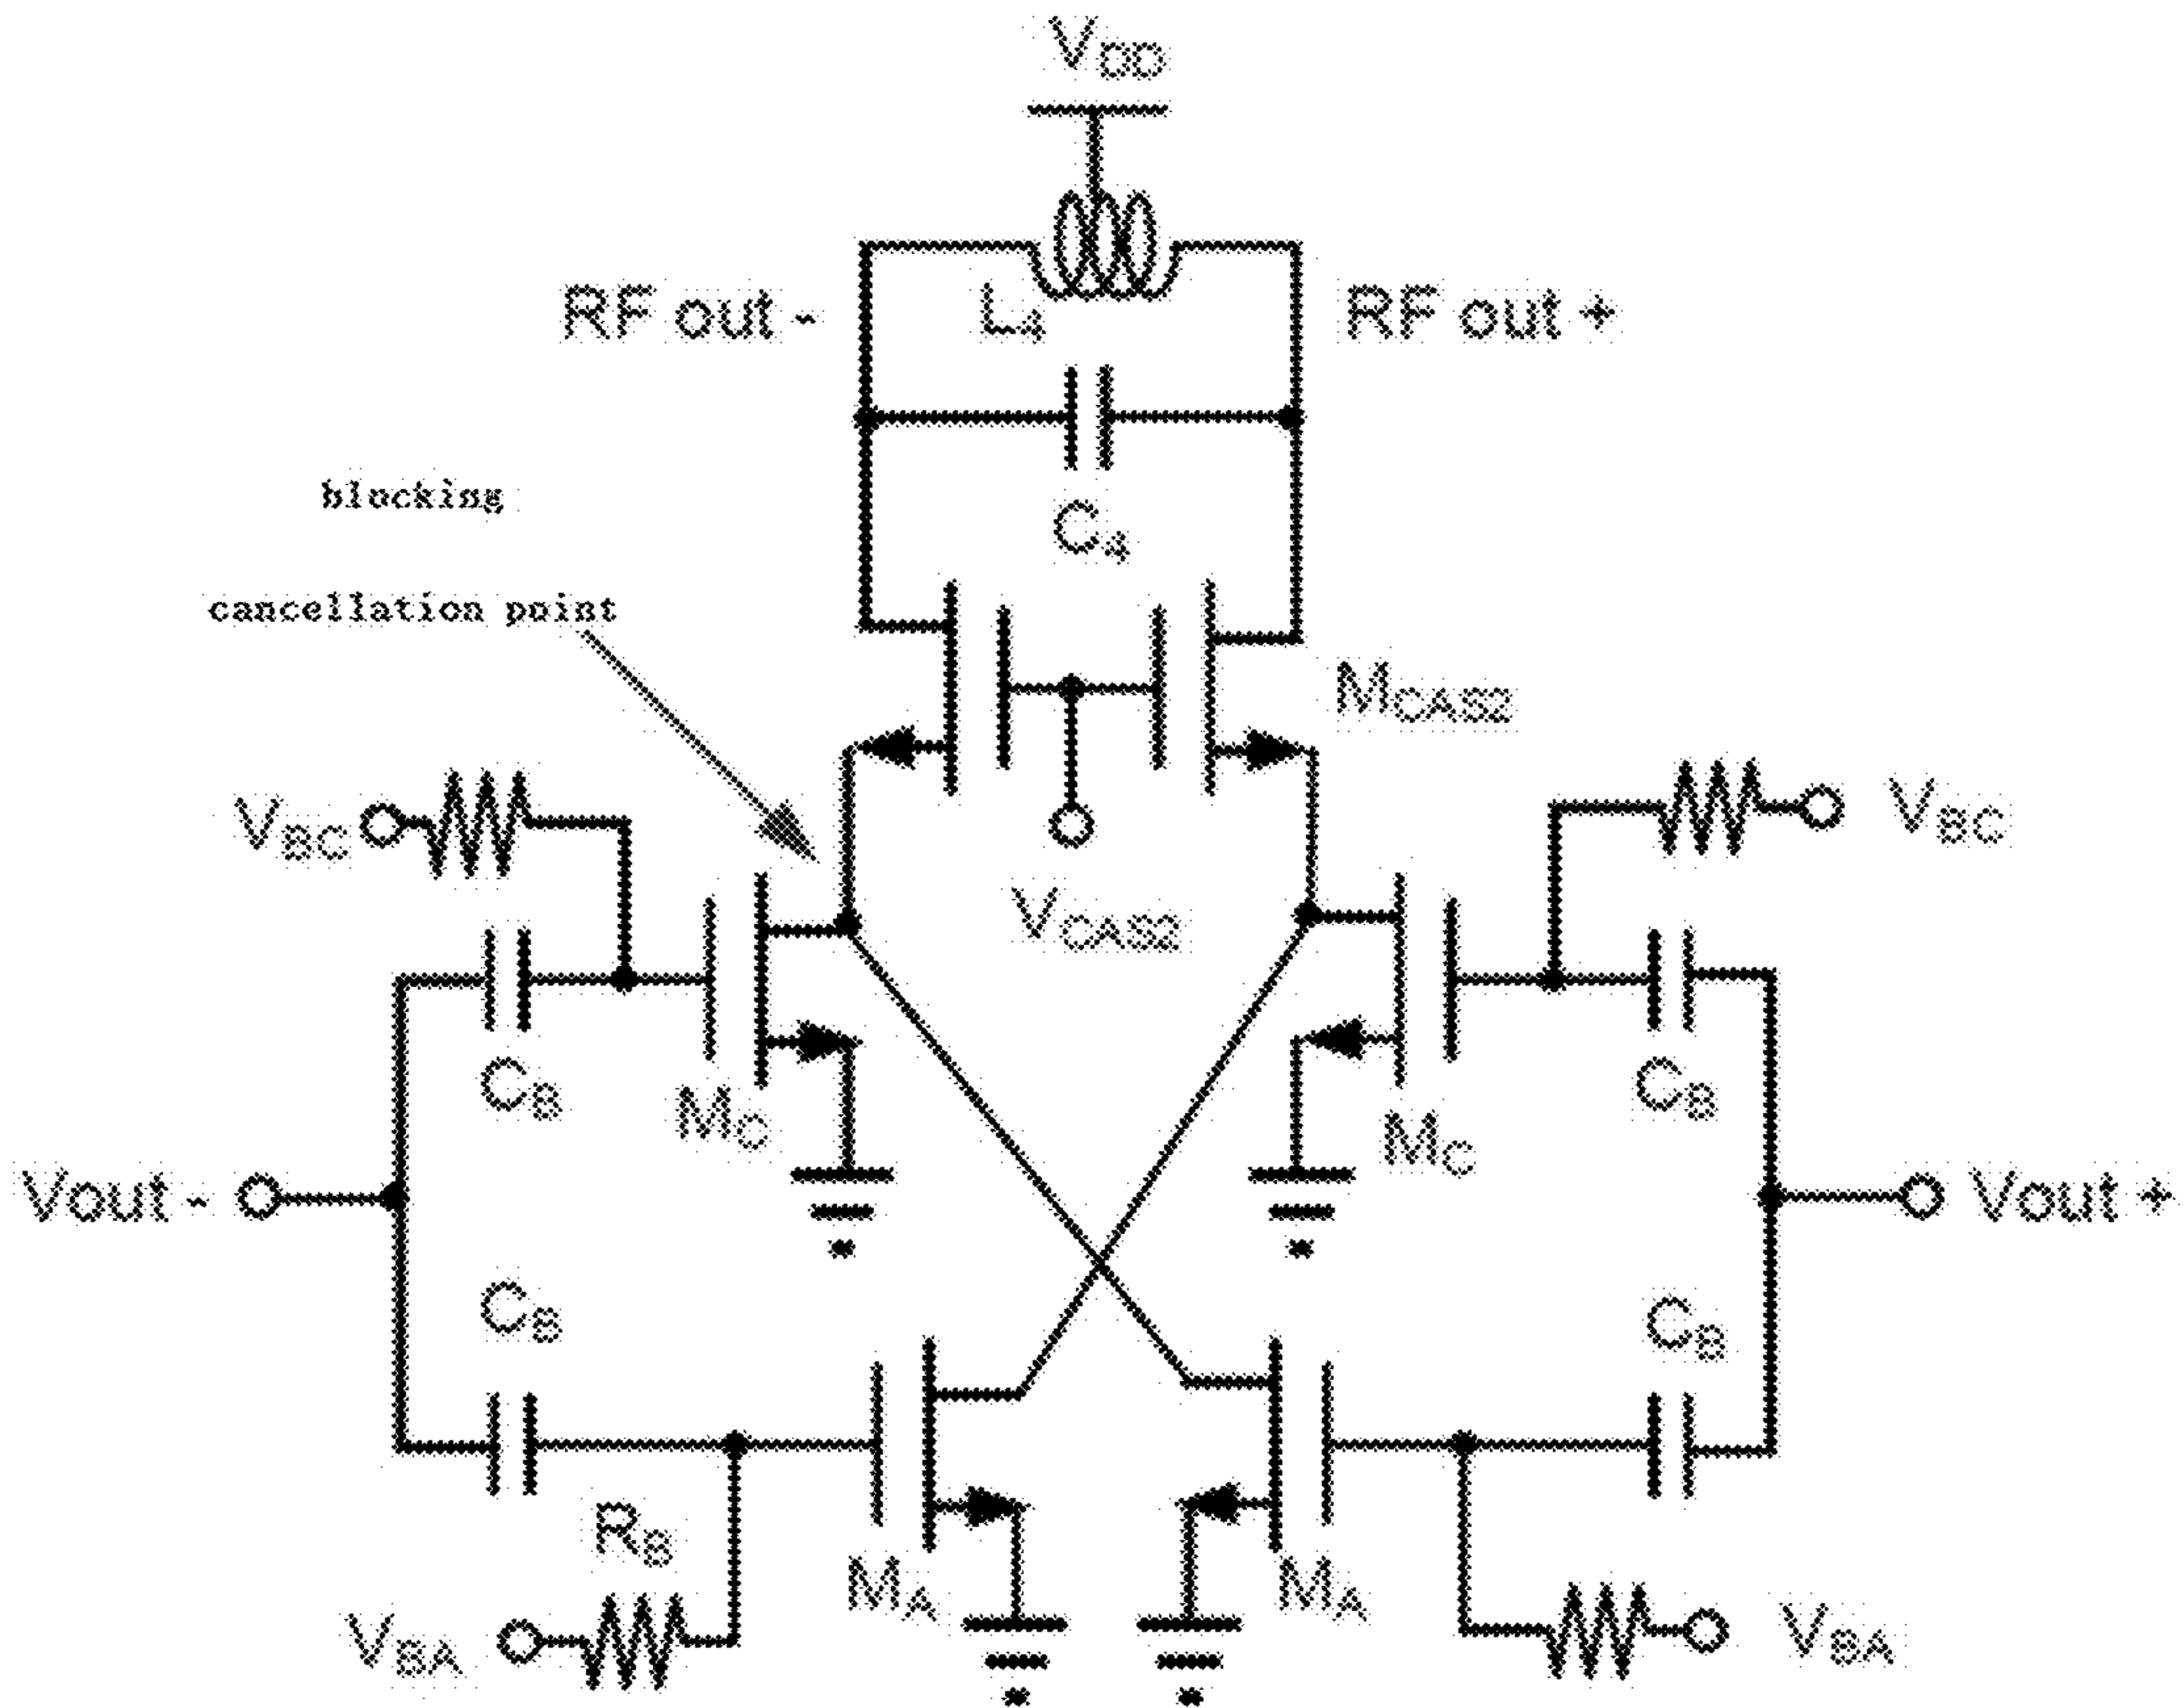 VDD
RF out -
L4
RF out +
blocking
C4
cancellation point
MCAS2
VBC
VBC
VCAS2
CB
MC
CB
MC
Vout -
Vout +
CB
CB
RB
MA
MA
VBA
VBA